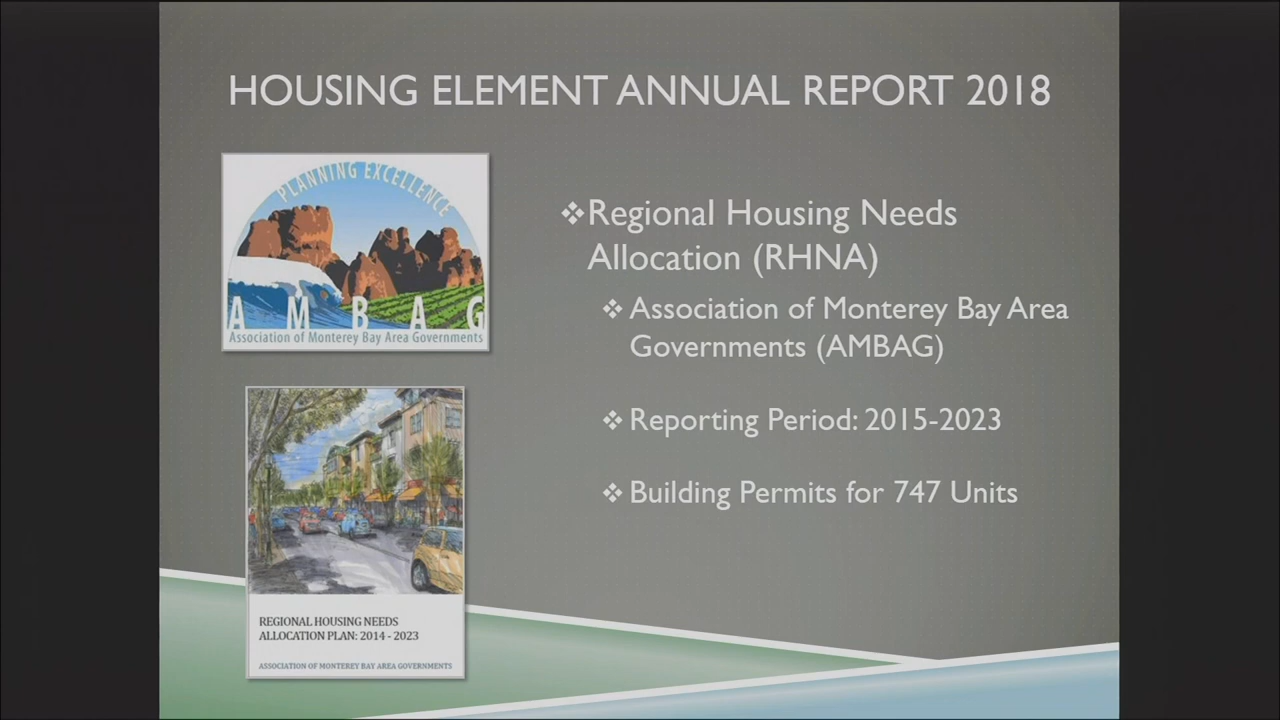 HOUSING ELEMENT ANNUAL REPORT 2018
PLANNING EXCELLENCE
AMBAG
Association of Monterey Bay Area Governments
❖Regional Housing Needs
Allocation (RHNA)
❖Association of Monterey Bay Area
Governments (AMBAG)
❖Reporting Period: 2015-2023
❖Building Permits for 747 Units
REGIONAL HOUSING NEEDS
ALLOCATION PLAN: 2014 - 2023
ASSOCIATION OF MONTEREY BAY AREA GOVERNMENTS